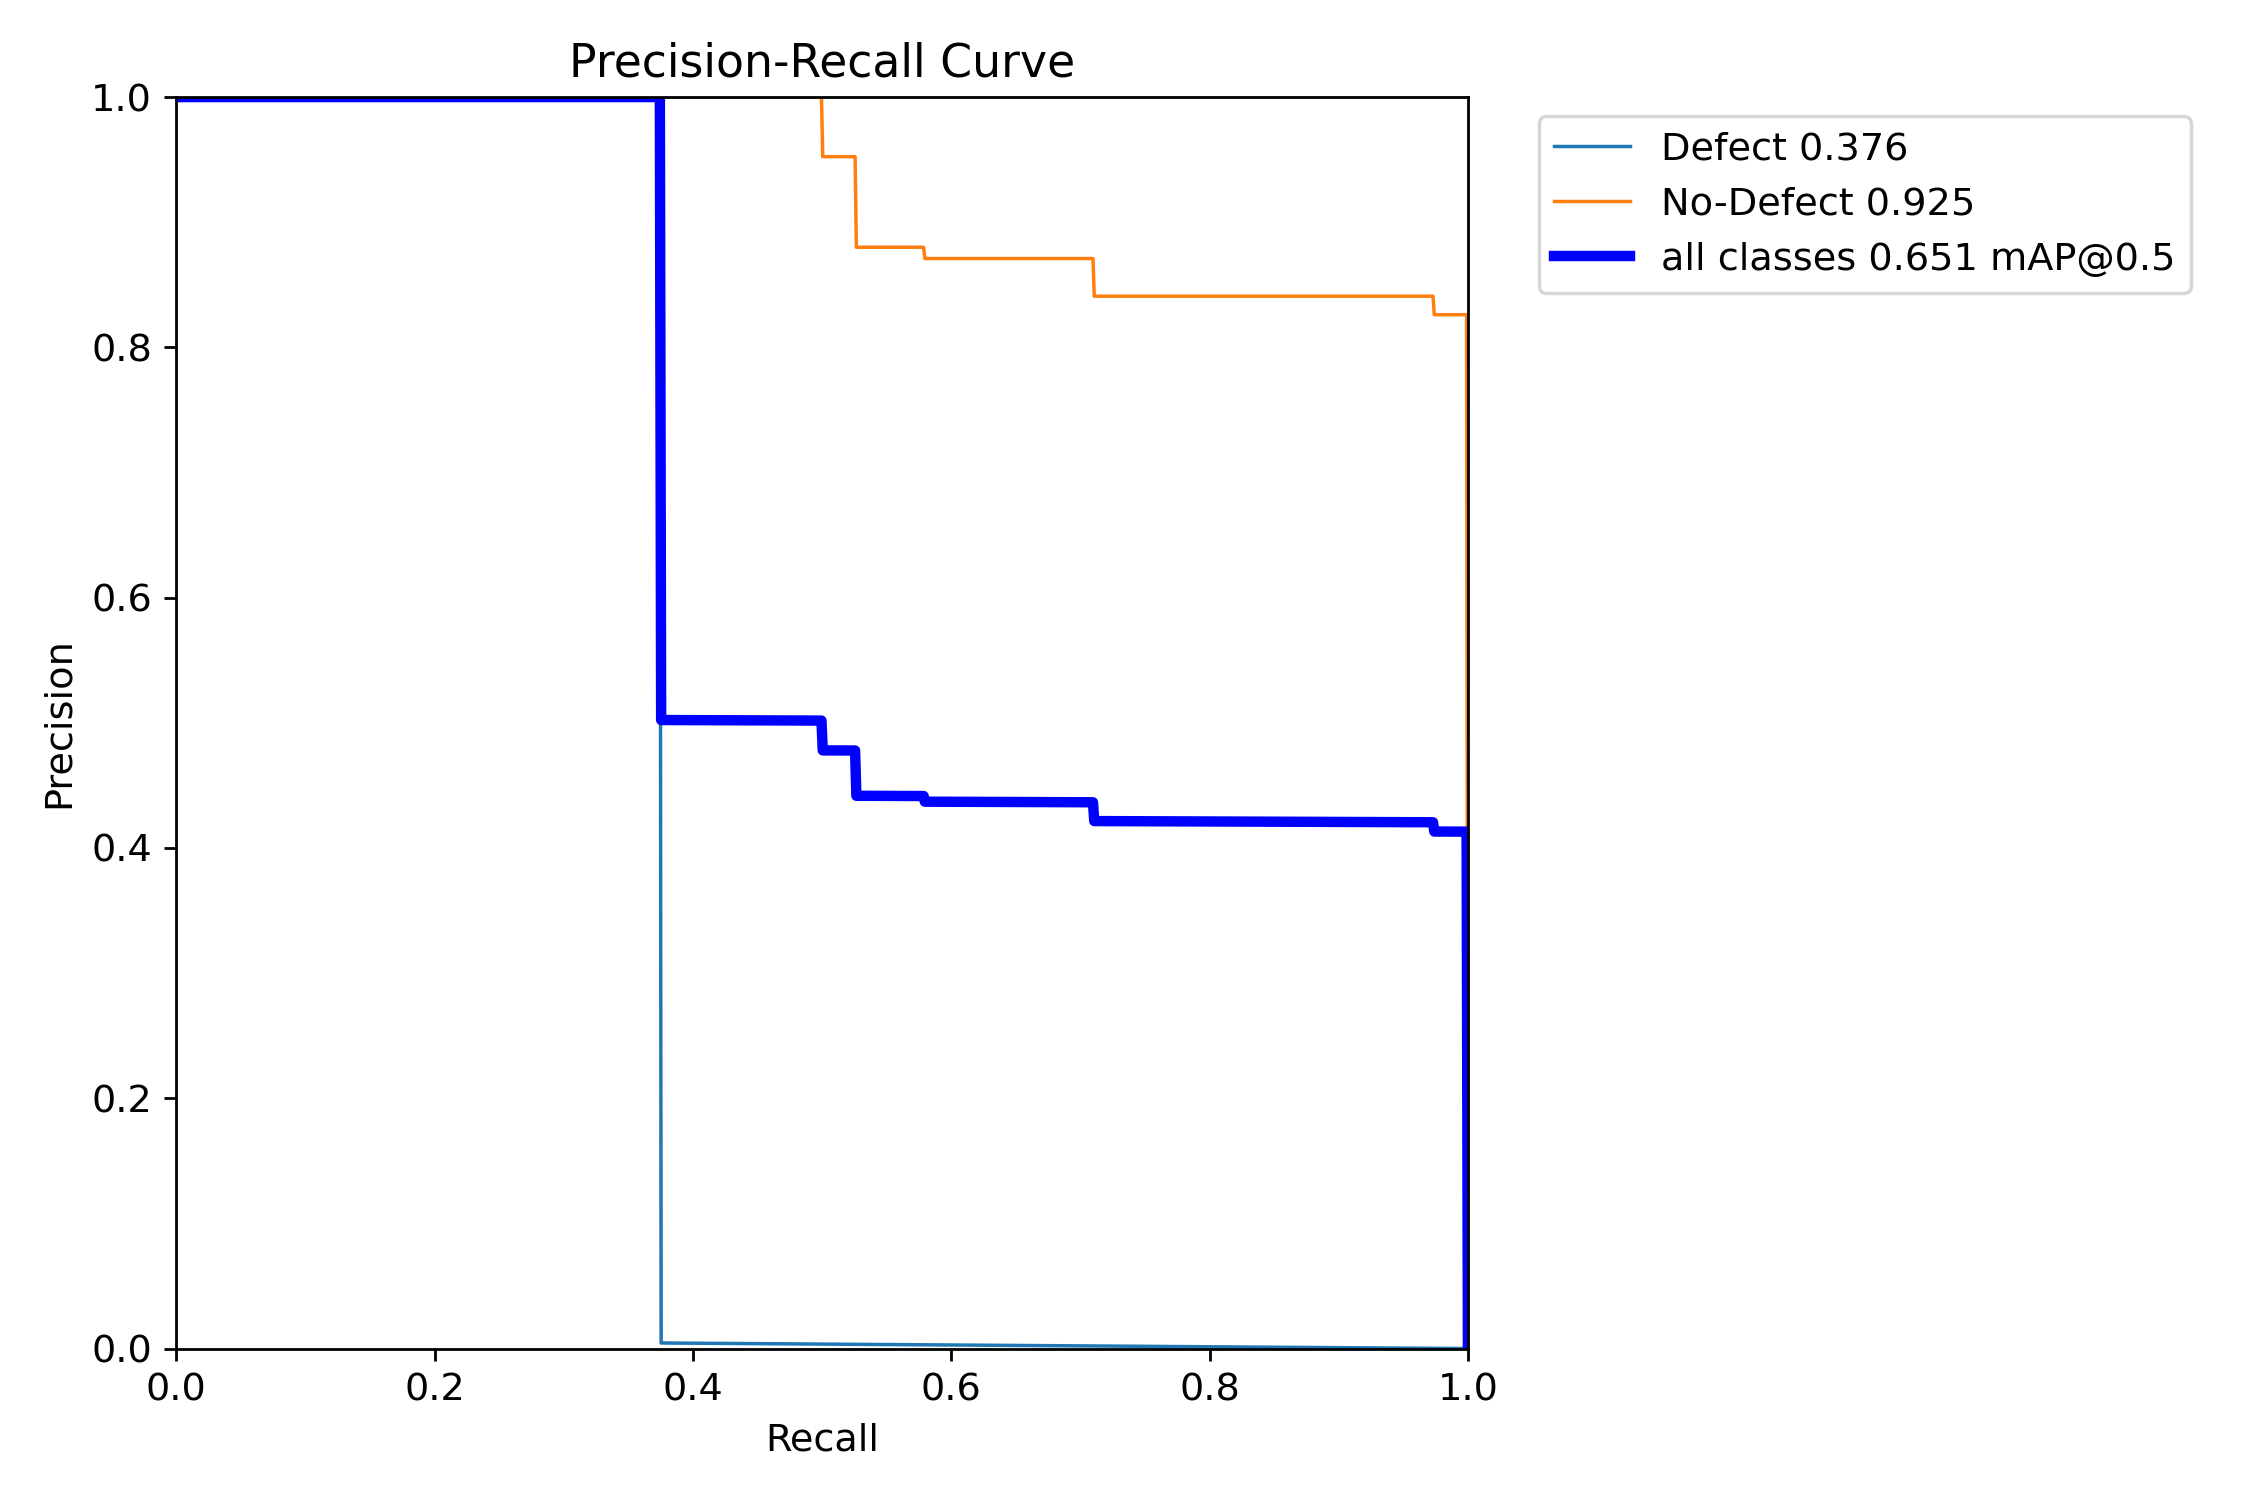 Precision-Recall Curve
1.0
0.8
0.6
0.4
0.2
0.0
Precision
0.0 0.2 0.4 0.6 0.8 1.0
Recall
Defect 0.376
No-Defect 0.925
all classes 0.651 mAP@0.5